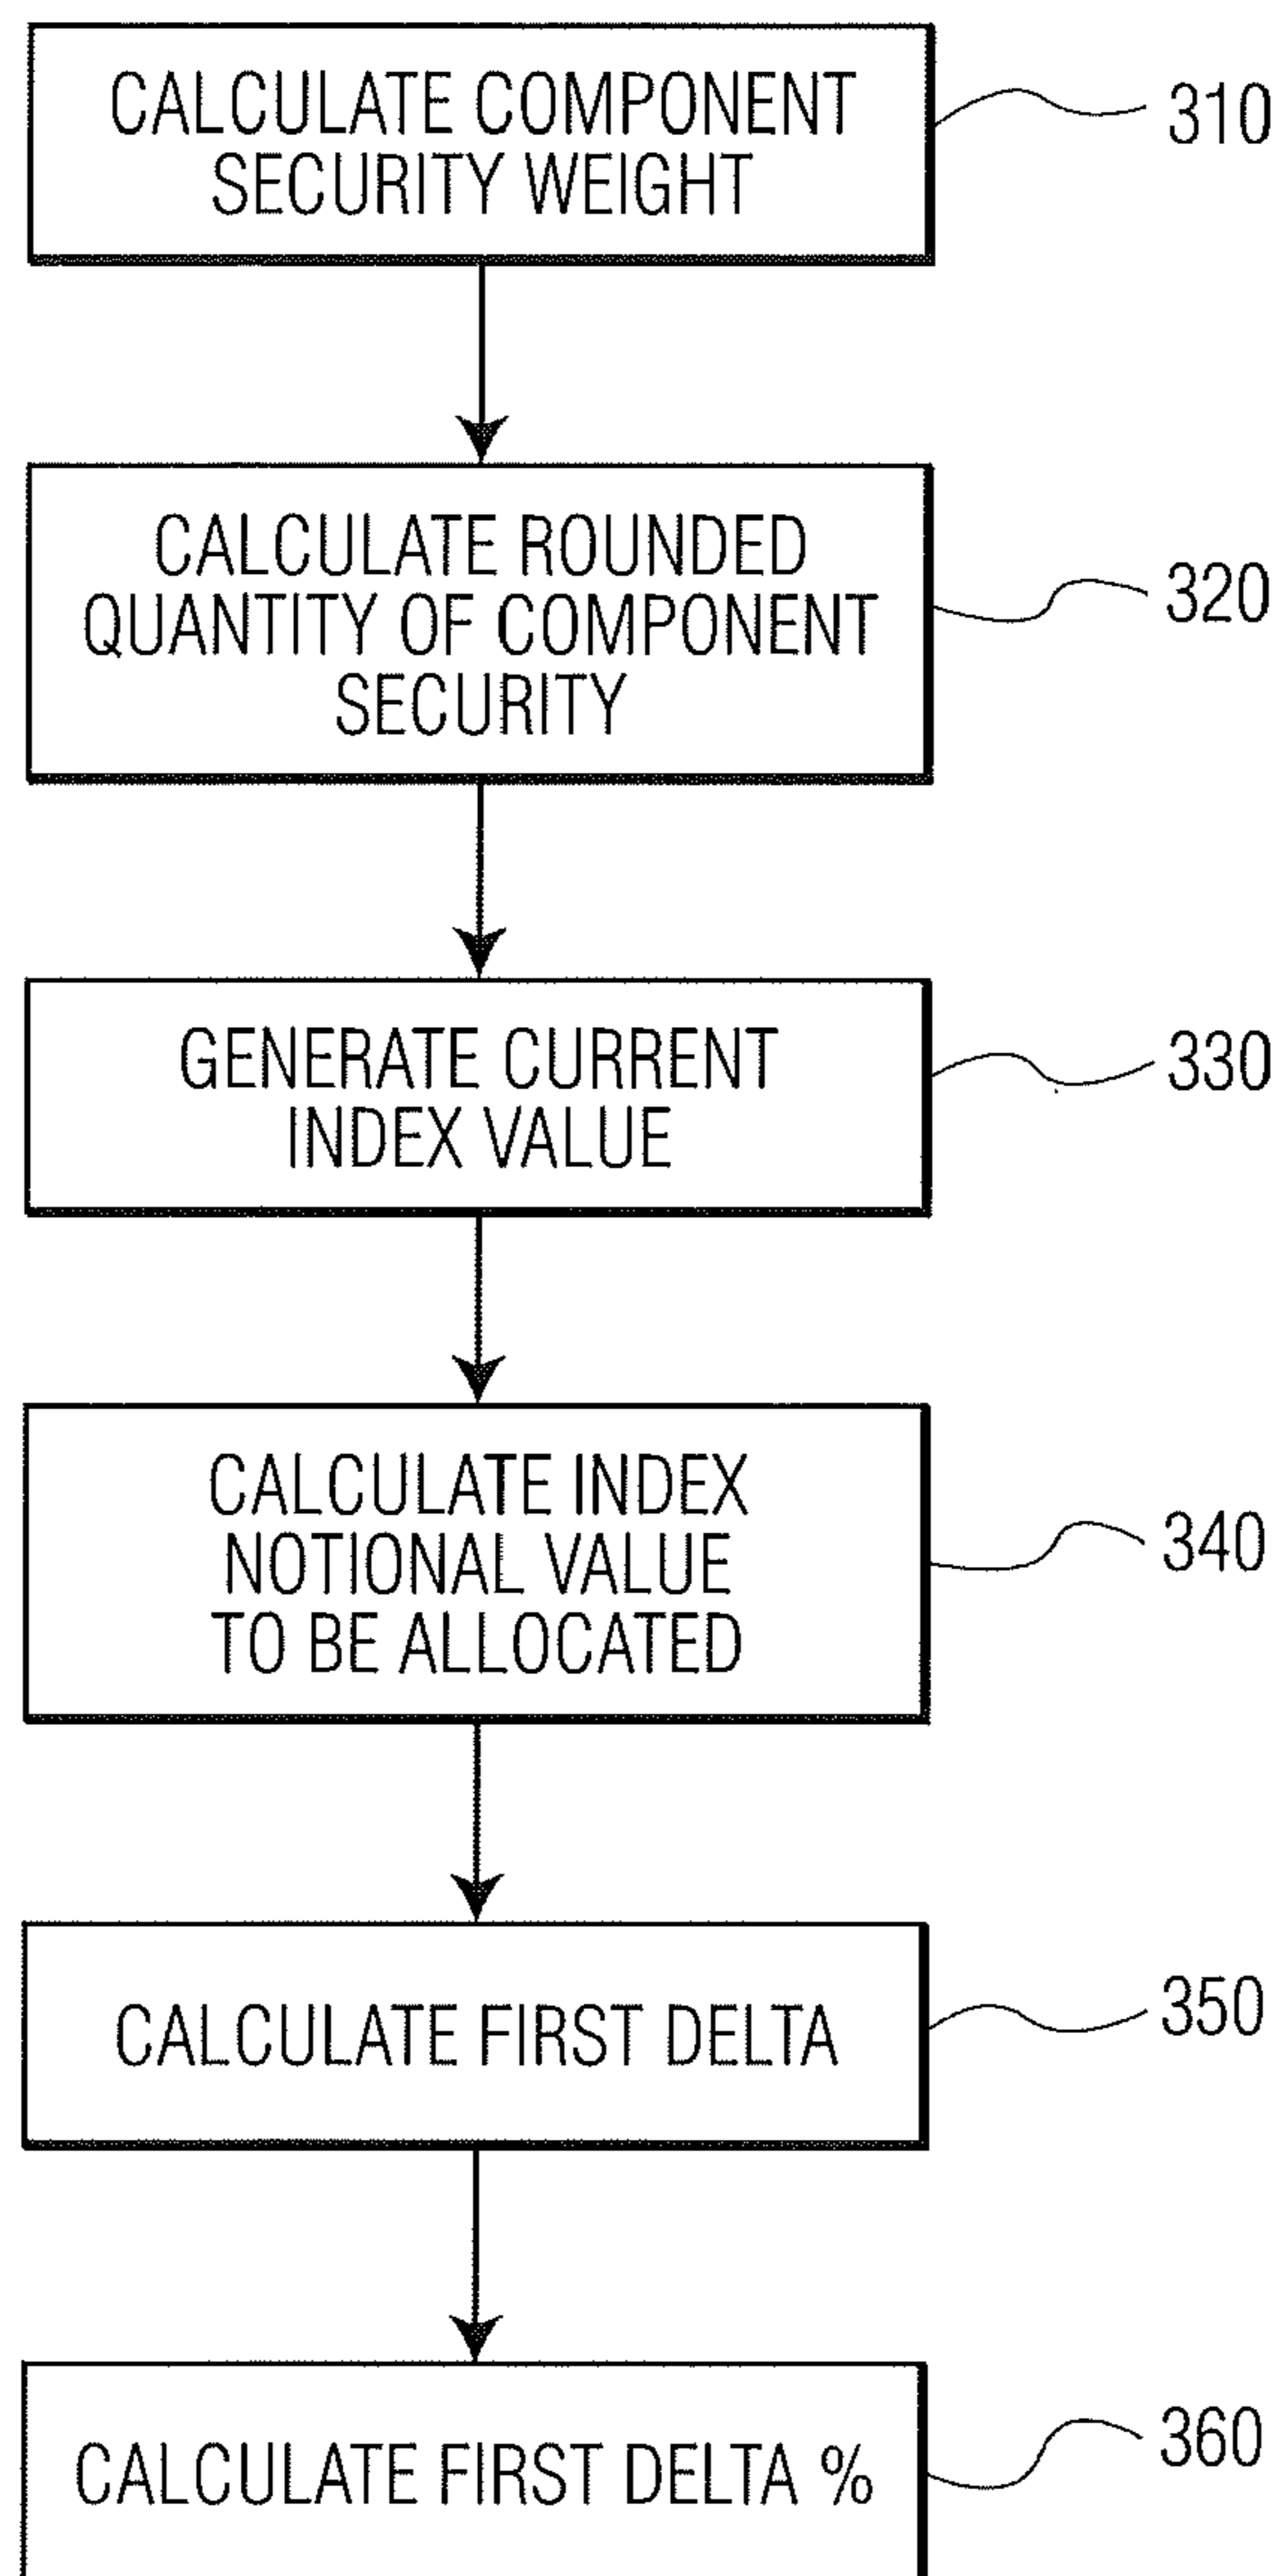 CALCULATE COMPONENT
SECURITY WEIGHT
310
CALCULATE ROUNDED
QUANTITY OF COMPONENT
SECURITY
320
GENERATE CURRENT
INDEX VALUE
330
CALCULATE INDEX
NOTIONAL VALUE
TO BE ALLOCATED
340
CALCULATE FIRST DELTA
350
CALCULATE FIRST DELTA %
360